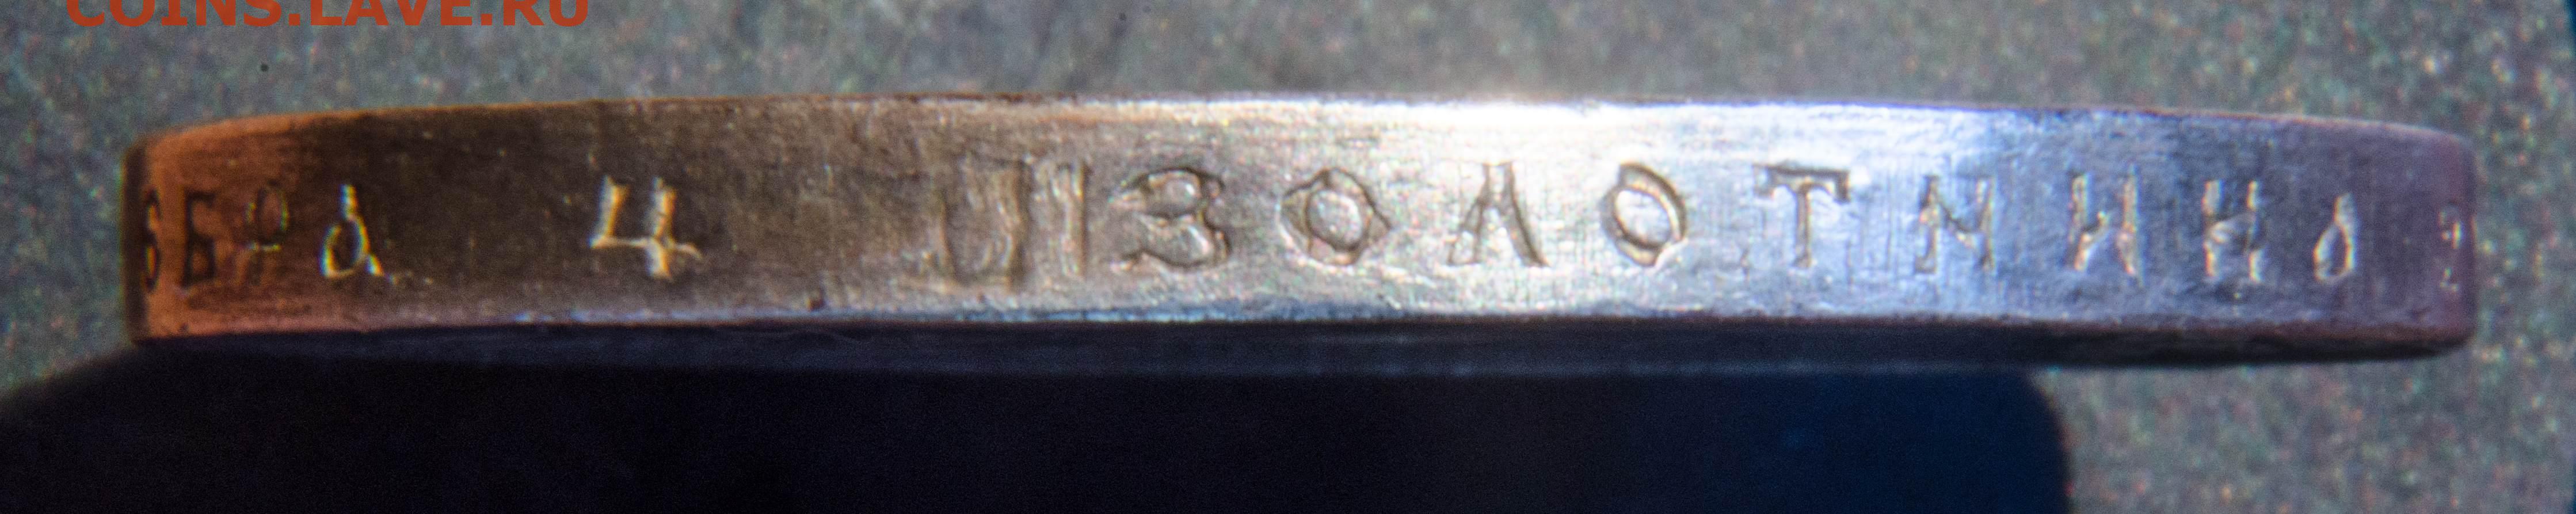 COINS.LAVE.RU
ЕБРА 4 ЗОЛОТНИКА